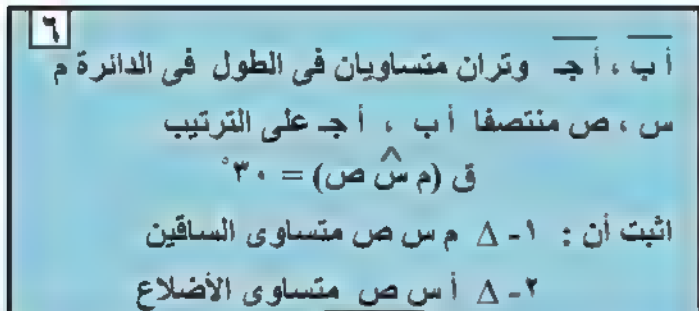 ٦
أ ب ، أ جـ وتران متساويان فى الطول فى الدائرة م
س ، ص منتصفا أ ب ، أ جـ على الترتيب
ق (م س^ ص) = ٣٠°
اثبت أن : ١- Δ م س ص متساوى الساقين
٢- Δ أ س ص متساوى الأضلاع